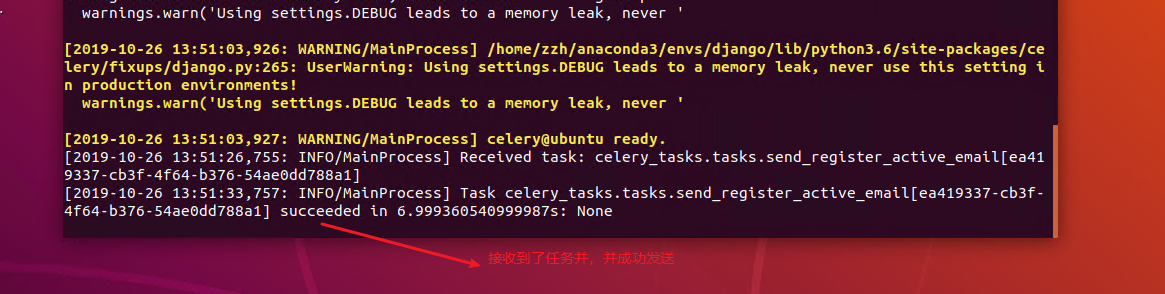 warnings.warn('Using settings.DEBUG leads to a memory leak, never '
[2019-10-26 13:51:03,926: WARNING/MainProcess] /home/zzh/anaconda3/envs/django/lib/python3.6/site-packages/ce
lery/fixups/django.py:265: UserWarning: Using settings.DEBUG leads to a memory leak, never use this setting i
n production environments!
warnings.warn('Using settings.DEBUG leads to a memory leak, never '
[2019-10-26 13:51:03,927: WARNING/MainProcess] celery@ubuntu ready.
[2019-10-26 13:51:26,755: INFO/MainProcess] Received task: celery_tasks.tasks.send_register_active_email[ea41
9337-cb3f-4f64-b376-54ae0dd788a1]
[2019-10-26 13:51:33,757: INFO/MainProcess] Task celery_tasks.tasks.send_register_active_email[ea419337-cb3f-
4f64-b376-54ae0dd788a1] succeeded in 6.999360540999987s: None
接收到了任务并，并成功发送